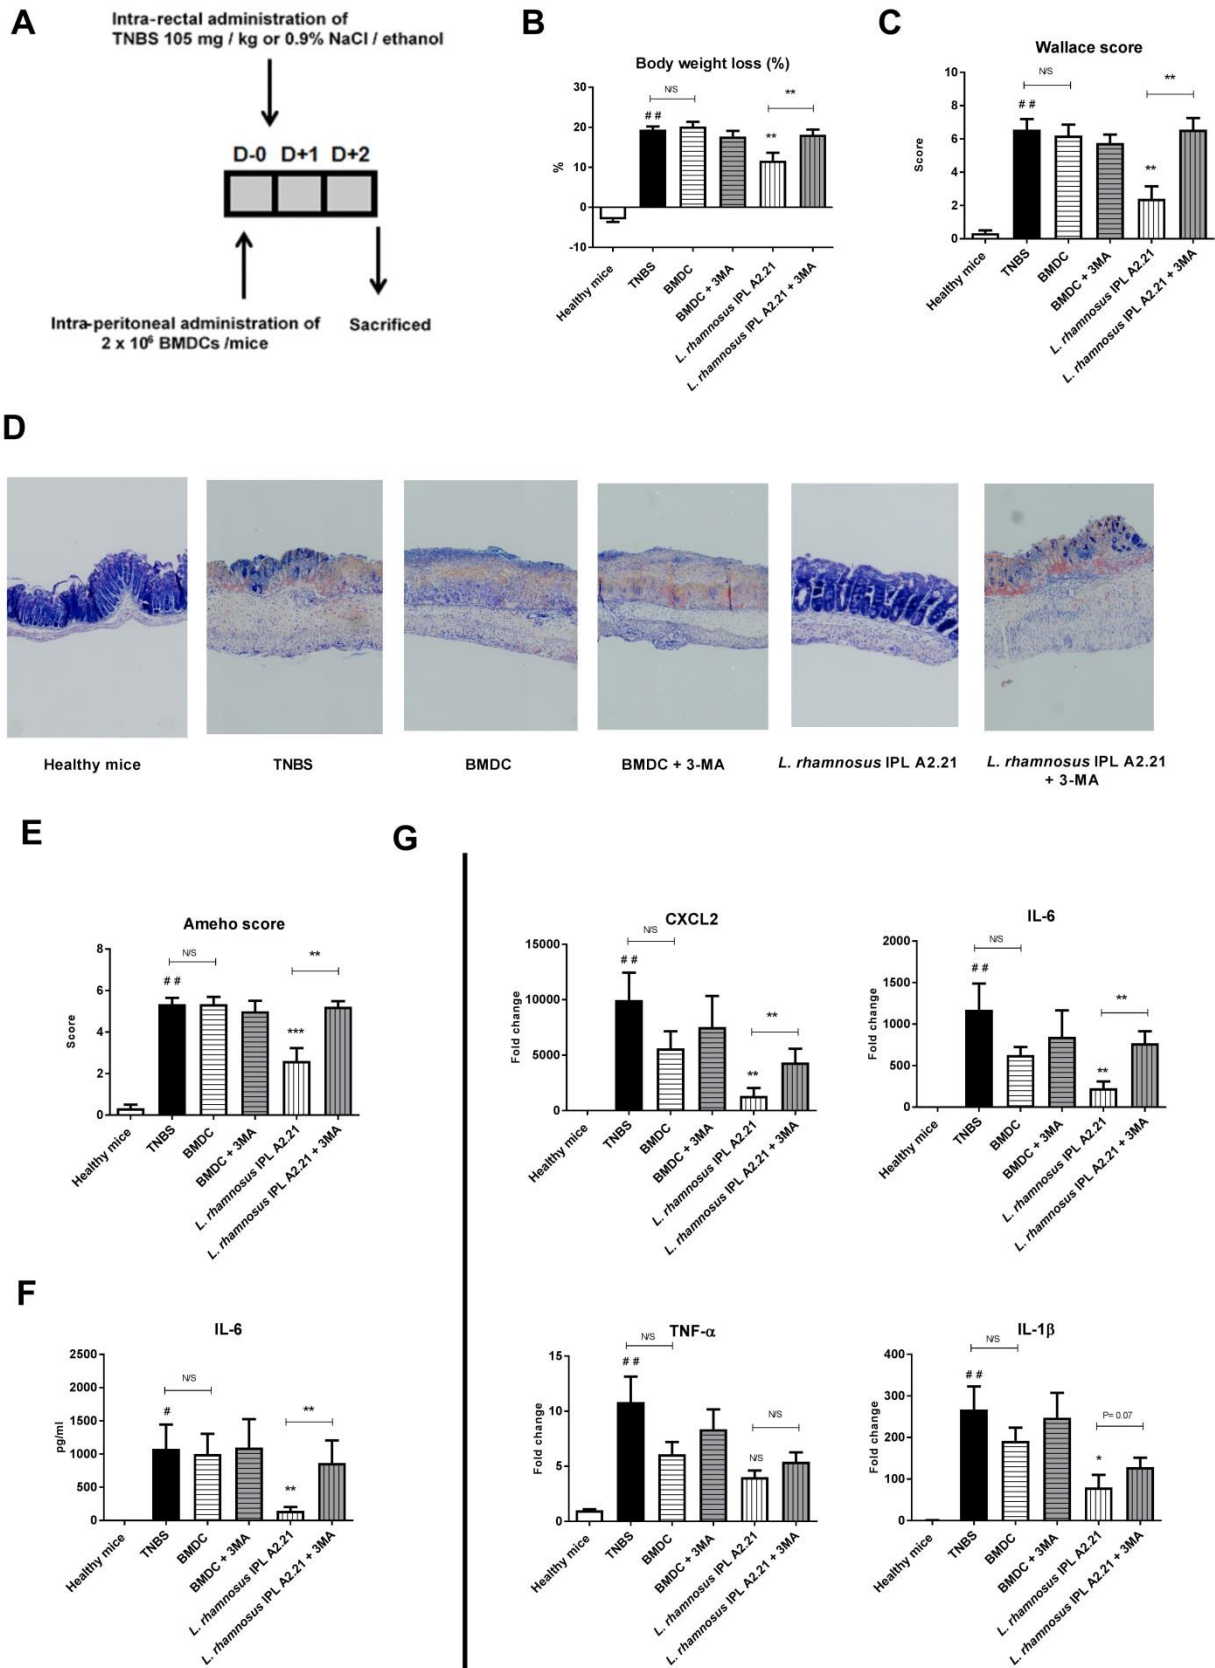 A
Intra-rectal administration of
TNBS 105 mg / kg or 0.9% NaCl / ethanol
D-0 D+1 D+2
Intra-peritoneal administration of
2 x 10⁶ BMDCs /mice
Sacrificed
B
Body weight loss (%)
%
30
20
10
0
-10
N/S
# #
**
**
Healthy mice
TNBS
BMDC
BMDC + 3MA
L. rhamnosus IPL A2.21
L. rhamnosus IPL A2.21 + 3MA
C
Wallace score
Score
10
8
6
4
2
0
N/S
# #
**
**
Healthy mice
TNBS
BMDC
BMDC + 3MA
L. rhamnosus IPL A2.21
L. rhamnosus IPL A2.21 + 3MA
D
Healthy mice
TNBS
BMDC
BMDC + 3-MA
L. rhamnosus IPL A2.21
L. rhamnosus IPL A2.21
+ 3-MA
E
Ameho score
Score
8
6
4
2
0
N/S
# #
***
**
Healthy mice
TNBS
BMDC
BMDC + 3MA
L. rhamnosus IPL A2.21
L. rhamnosus IPL A2.21 + 3MA
F
IL-6
pg/ml
2500
2000
1500
1000
500
0
N/S
#
**
**
Healthy mice
TNBS
BMDC
BMDC + 3MA
L. rhamnosus IPL A2.21
L. rhamnosus IPL A2.21 + 3MA
G
CXCL2
Fold change
15000
10000
5000
0
N/S
# #
**
**
Healthy mice
TNBS
BMDC
BMDC + 3MA
L. rhamnosus IPL A2.21
L. rhamnosus IPL A2.21 + 3MA
IL-6
Fold change
2000
1500
1000
500
0
N/S
# #
**
**
Healthy mice
TNBS
BMDC
BMDC + 3MA
L. rhamnosus IPL A2.21
L. rhamnosus IPL A2.21 + 3MA
TNF-α
Fold change
15
10
5
0
N/S
# #
N/S
N/S
Healthy mice
TNBS
BMDC
BMDC + 3MA
L. rhamnosus IPL A2.21
L. rhamnosus IPL A2.21 + 3MA
IL-1β
Fold change
400
300
200
100
0
N/S
# #
*
P= 0.07
Healthy mice
TNBS
BMDC
BMDC + 3MA
L. rhamnosus IPL A2.21
L. rhamnosus IPL A2.21 + 3MA